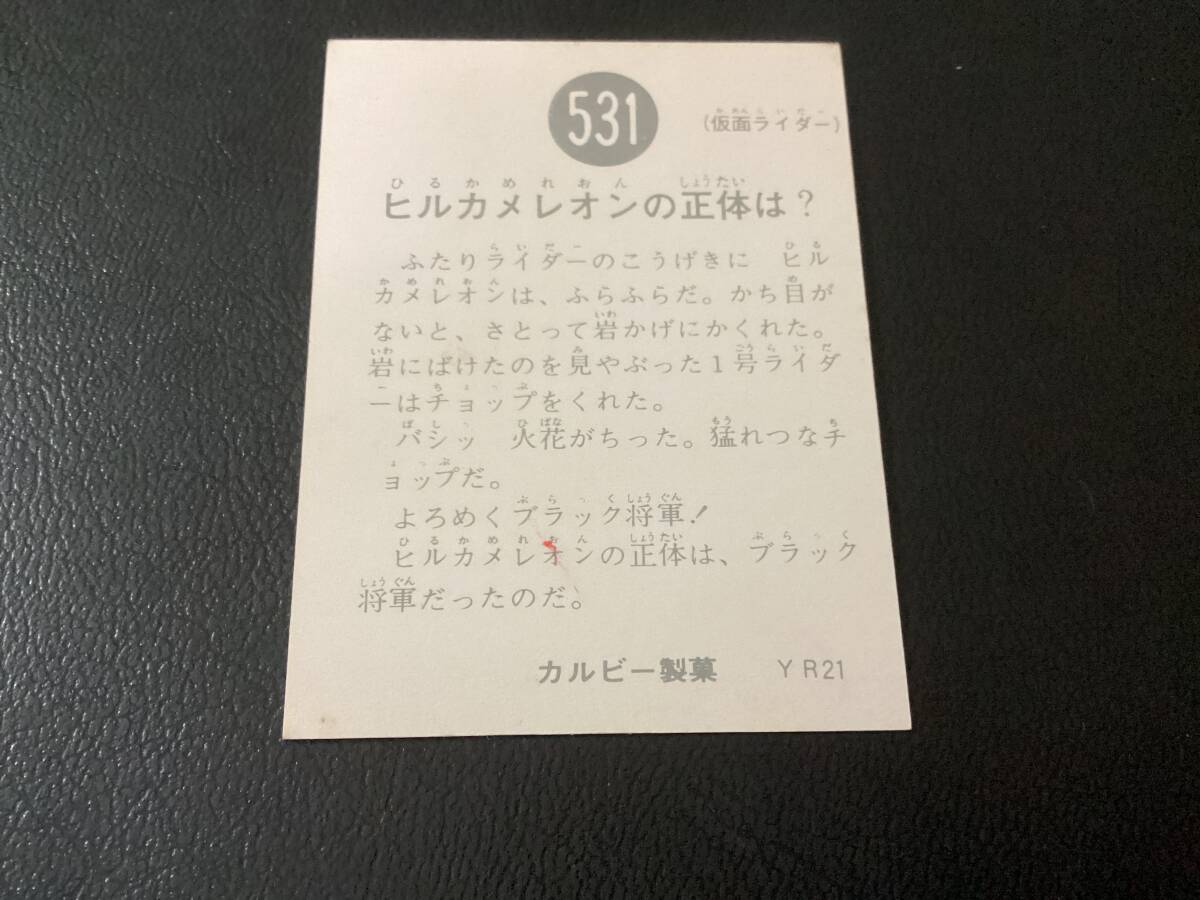 531
(仮面ライダー)
ヒルカメレオンの正体は?
ふたりライダーのこうげきに ヒル
カメレオンは、ふらふらだ。かち目が
ないと、さとって岩かげにかくれた。
岩にばけたのを見やぶった1号ライダ
ーはチョップをくれた。
バシッ 火花がちった。猛れつなチ
ョップだ。
よろめくブラック将軍!
ヒルカメレオンの正体は、ブラック
将軍だったのだ。
カルビー製菓 YR21